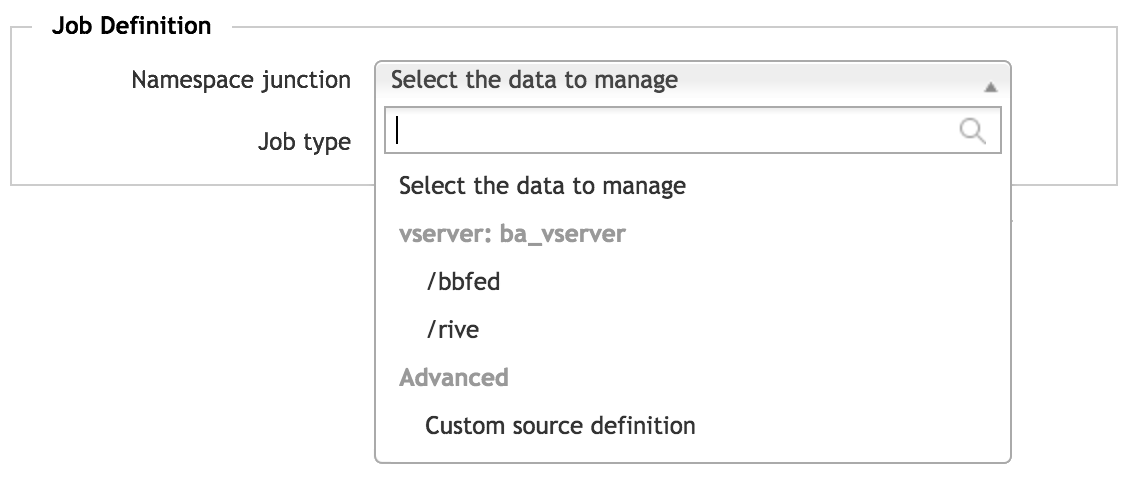 Job Definition
Namespace junction
Select the data to manage
Job type
Select the data to manage
vserver: ba_vserver
/bbfed
/rive
Advanced
Custom source definition